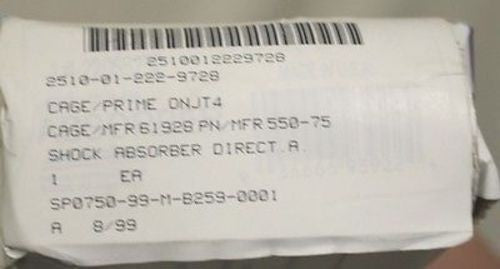 2510012229728
2510-01-222-9728
CAGE/PRIME 0NJT4
CAGE/MFR 61928 PN/MFR 550-75
SHOCK ABSORBER DIRECT.A.
1 EA
SP0750-99-M-B259-0001
A 8/99